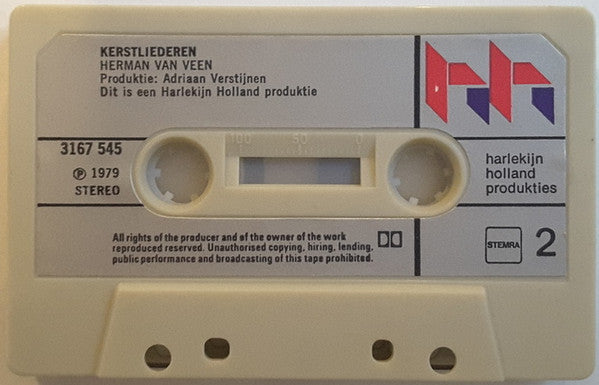 KERSTLIEDEREN
HERMAN VAN VEEN
Produktie: Adriaan Verstijnen
Dit is een Harlekijn Holland produktie
hh
3167 545
100 50 0
℗ 1979
STEREO
harlekijn
holland
produkties
All rights of the producer and of the owner of the work
reproduced reserved. Unauthorised copying, hiring, lending,
public performance and broadcasting of this tape prohibited.
STEMRA
2